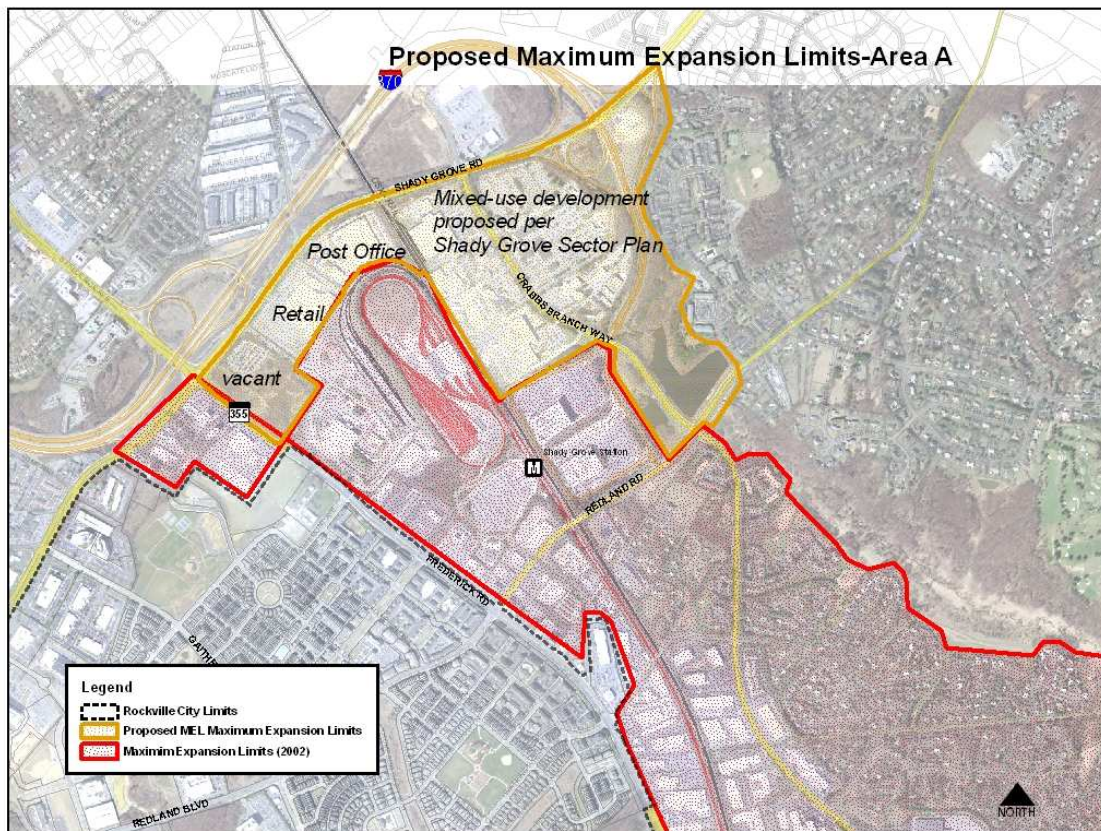 Proposed Maximum Expansion Limits-Area A
SHADY GROVE RD
Mixed-use development
proposed per
Shady Grove Sector Plan
Post Office
CRABBS BRANCH WAY
Retail
vacant
355
M
Shady Grove Station
REDLAND RD
FREDERICK RD
Legend
Rockville City Limits
Proposed MEL Maximum Expansion Limits
Maximim Expansion Limits (2002)
REDLAND BLVD
NORTH